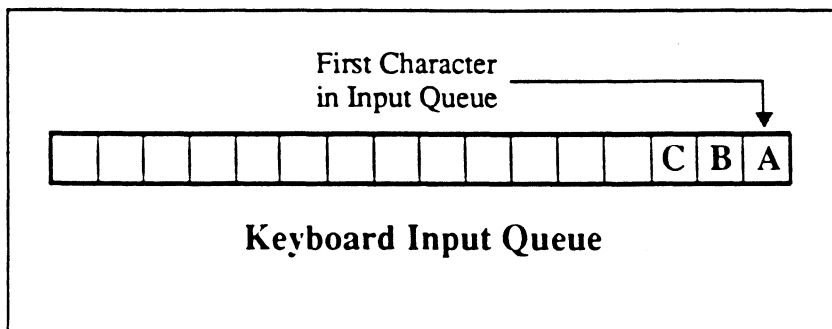 First Character
in Input Queue
C B A
Keyboard Input Queue